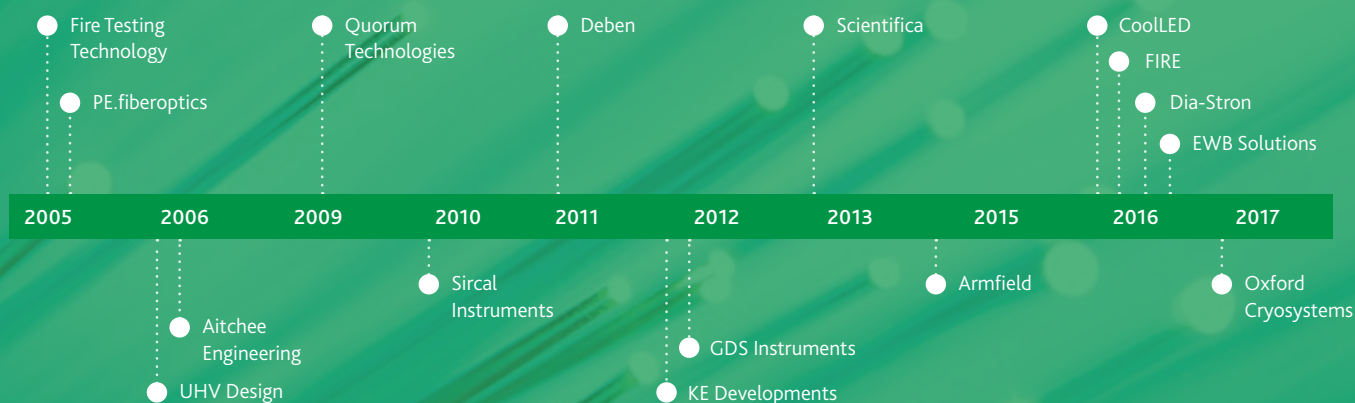 Fire Testing
Technology
Quorum
Technologies
Deben
Scientifica
CoolLED
FIRE
PE.fiberoptics
Dia-Stron
EWB Solutions
2005 2006 2009 2010 2011 2012 2013 2015 2016 2017
Sircal
Instruments
Armfield
Oxford
Cryosystems
Aitchee
Engineering
GDS Instruments
UHV Design
KE Developments